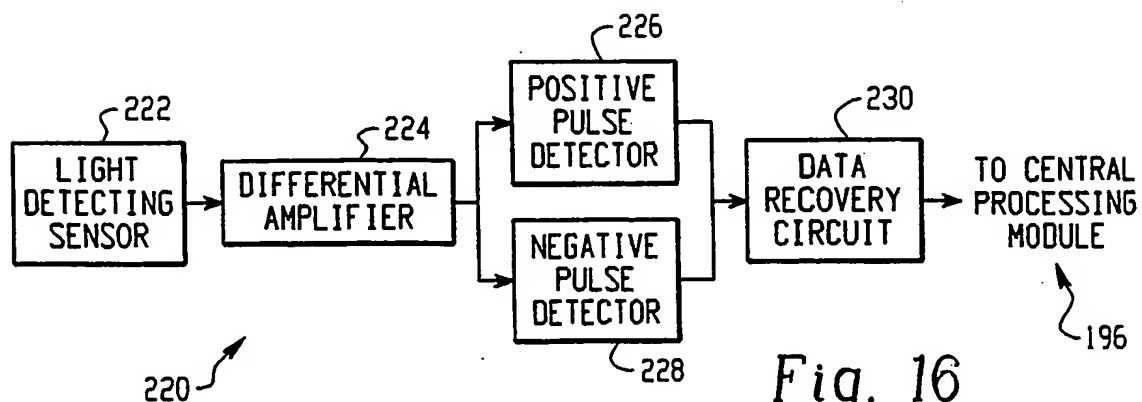 222
LIGHT
DETECTING
SENSOR
224
DIFFERENTIAL
AMPLIFIER
226
POSITIVE
PULSE
DETECTOR
NEGATIVE
PULSE
DETECTOR
228
230
DATA
RECOVERY
CIRCUIT
TO CENTRAL
PROCESSING
MODULE
196
220
Fig. 16